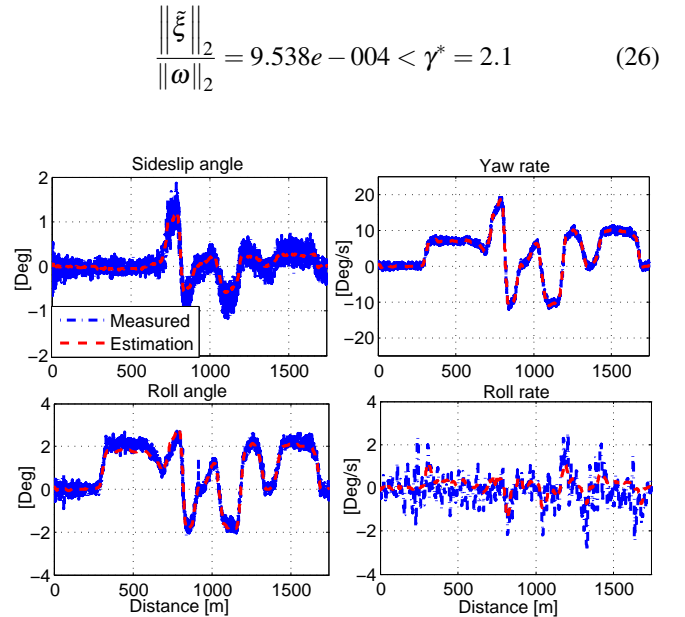 ‖ξ̃‖₂ / ‖ω‖₂ = 9.538e − 004 < γ* = 2.1 (26)
Sideslip angle
Yaw rate
[Deg]
2
1
0
−1
−2
0 500 1000 1500
Measured
Estimation
[Deg/s]
20
10
0
−10
−20
0 500 1000 1500
Roll angle
Roll rate
[Deg]
4
2
0
−2
−4
0 500 1000 1500
Distance [m]
[Deg/s]
4
2
0
−2
−4
0 500 1000 1500
Distance [m]